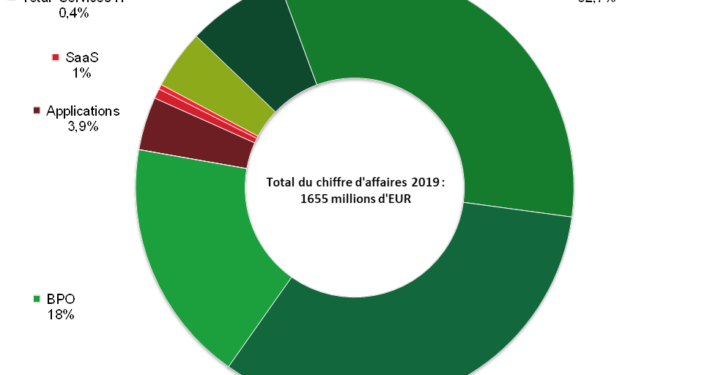 0,4%
SaaS
1%
Applications
3,9%
Total du chiffre d'affaires 2019 :
1655 millions d'EUR
BPO
18%